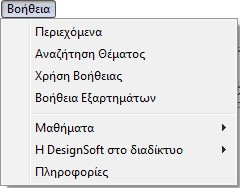 Βοήθεια
Περιεχόμενα
Αναζήτηση Θέματος
Χρήση Βοήθειας
Βοήθεια Εξαρτημάτων
Μαθήματα
Η DesignSoft στο διαδίκτυο
Πληροφορίες